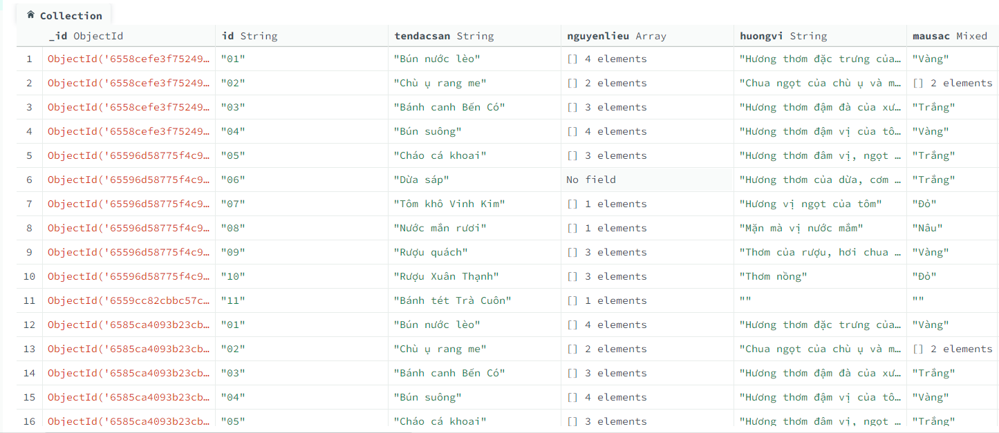 Collection
_id ObjectId id String tendacsan String nguyenlieu Array huongvi String mausac Mixed
1 ObjectId('6558cefe3f75249… "01" "Bún nước lèo" [] 4 elements "Hương thơm đặc trưng của… "Vàng"
2 ObjectId('6558cefe3f75249… "02" "Chù ụ rang me" [] 2 elements "Chua ngọt của chù ụ và m… [] 2 elements
3 ObjectId('6558cefe3f75249… "03" "Bánh canh Bến Có" [] 3 elements "Hương thơm đậm đà của xư… "Trắng"
4 ObjectId('6558cefe3f75249… "04" "Bún suông" [] 4 elements "Hương thơm đậm vị của tô… "Vàng"
5 ObjectId('65596d58775f4c9… "05" "Cháo cá khoai" [] 3 elements "Hương thơm đâm vị, ngọt … "Trắng"
6 ObjectId('65596d58775f4c9… "06" "Dừa sáp" No field "Hương thơm của dừa, cơm … "Trắng"
7 ObjectId('65596d58775f4c9… "07" "Tôm khô Vinh Kim" [] 1 elements "Hương vị ngọt của tôm" "Đỏ"
8 ObjectId('65596d58775f4c9… "08" "Nước mắn rươi" [] 1 elements "Mặn mà vị nước mắm" "Nâu"
9 ObjectId('65596d58775f4c9… "09" "Rượu quách" [] 3 elements "Thơm của rượu, hơi chua … "Vàng"
10 ObjectId('65596d58775f4c9… "10" "Rượu Xuân Thạnh" [] 3 elements "Thơm nồng" "Đỏ"
11 ObjectId('6559cc82cbbc57c… "11" "Bánh tét Trà Cuôn" [] 1 elements "" ""
12 ObjectId('6585ca4093b23cb… "01" "Bún nước lèo" [] 4 elements "Hương thơm đặc trưng của… "Vàng"
13 ObjectId('6585ca4093b23cb… "02" "Chù ụ rang me" [] 2 elements "Chua ngọt của chù ụ và m… [] 2 elements
14 ObjectId('6585ca4093b23cb… "03" "Bánh canh Bến Có" [] 3 elements "Hương thơm đậm đà của xư… "Trắng"
15 ObjectId('6585ca4093b23cb… "04" "Bún suông" [] 4 elements "Hương thơm đậm vị của tô… "Vàng"
16 ObjectId('6585ca4093b23cb… "05" "Cháo cá khoai" [] 3 elements "Hương thơm đâm vị, ngọt … "Trắng"